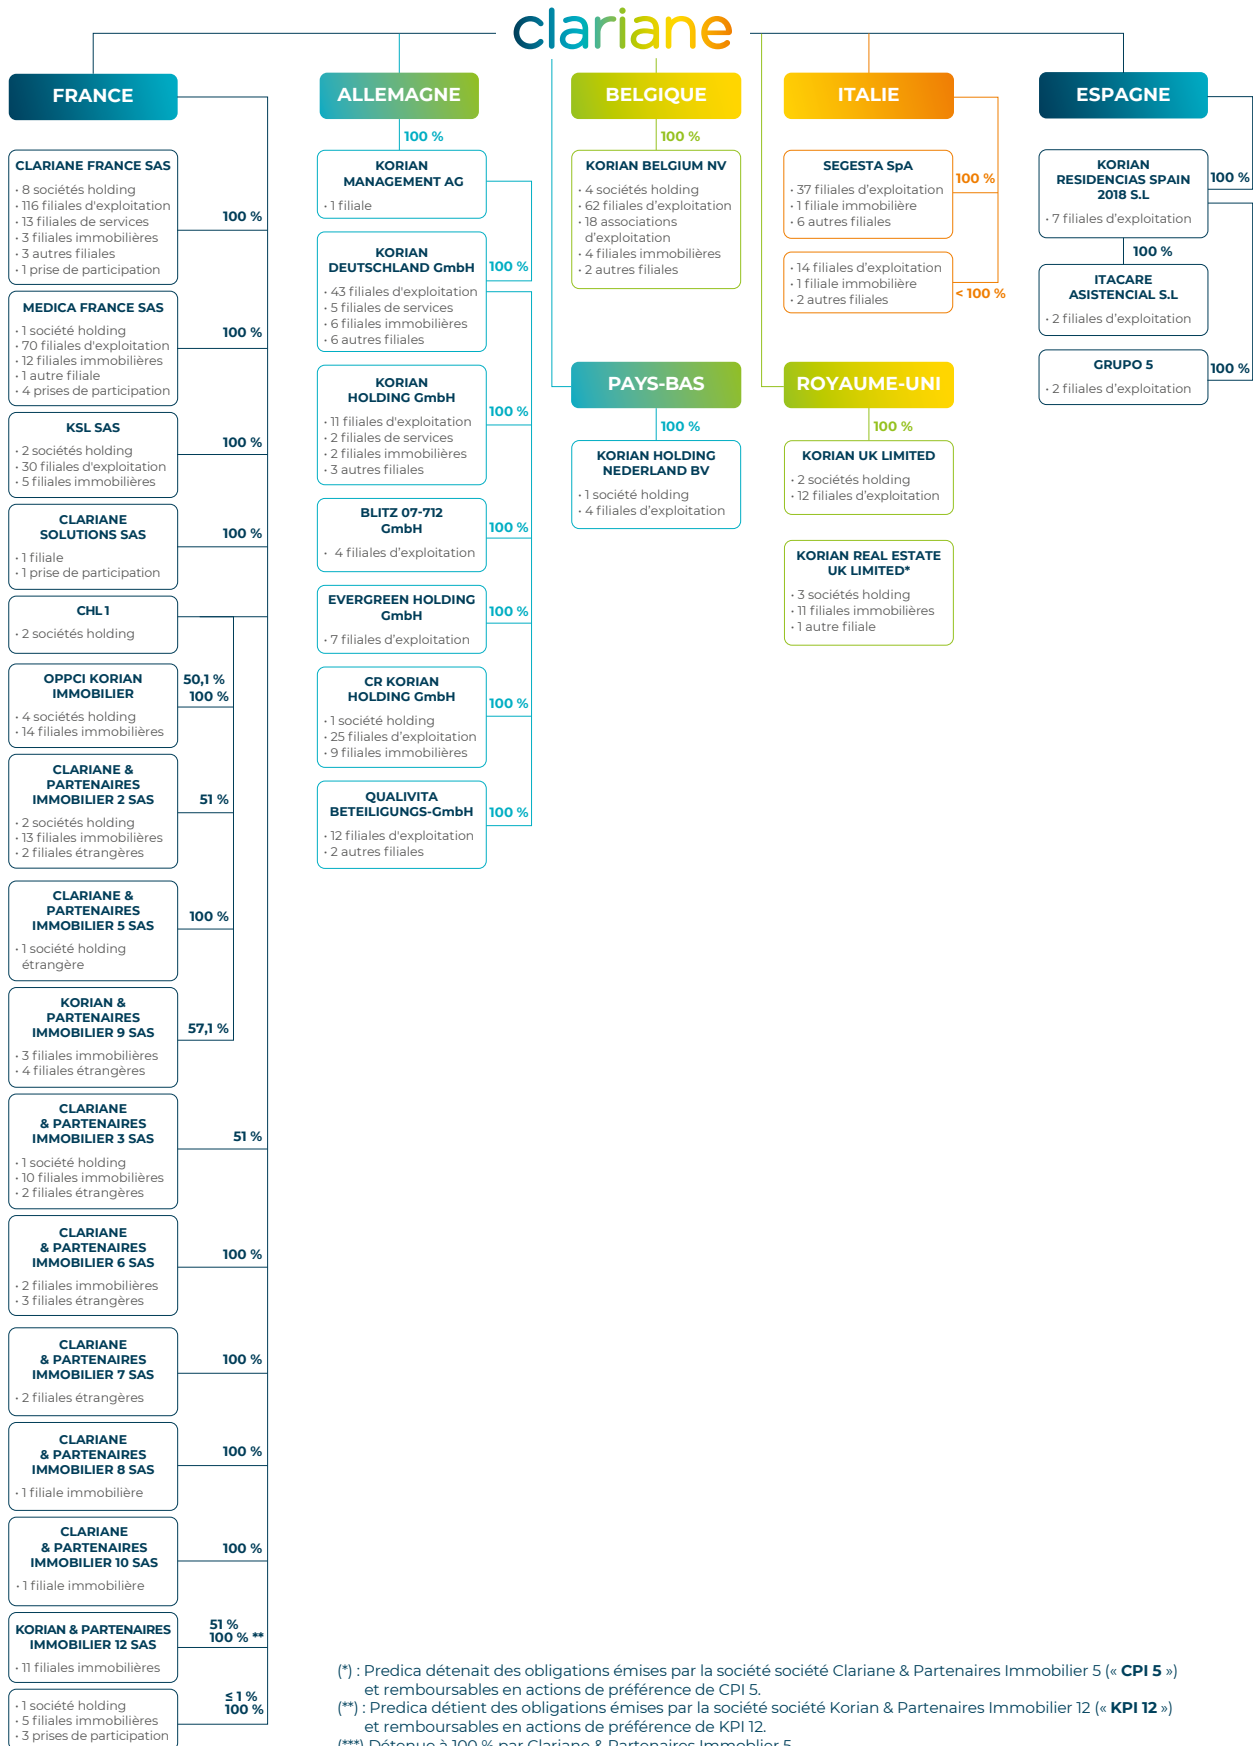 clariane
FRANCE
CLARIANE FRANCE SAS
• 8 sociétés holding
• 116 filiales d'exploitation
• 13 filiales de services
• 3 filiales immobilières
• 3 autres filiales
• 1 prise de participation
100 %
MEDICA FRANCE SAS
• 1 société holding
• 70 filiales d'exploitation
• 12 filiales immobilières
• 1 autre filiale
• 4 prises de participation
100 %
KSL SAS
• 2 sociétés holding
• 30 filiales d'exploitation
• 5 filiales immobilières
100 %
CLARIANE
SOLUTIONS SAS
• 1 filiale
• 1 prise de participation
100 %
CHL 1
• 2 sociétés holding
OPPCI KORIAN
IMMOBILIER
• 4 sociétés holding
• 14 filiales immobilières
50,1 %
100 %
CLARIANE &
PARTENAIRES
IMMOBILIER 2 SAS
• 2 sociétés holding
• 13 filiales immobilières
• 2 filiales étrangères
51 %
CLARIANE &
PARTENAIRES
IMMOBILIER 5 SAS
• 1 société holding
étrangère
100 %
KORIAN &
PARTENAIRES
IMMOBILIER 9 SAS
• 3 filiales immobilières
• 4 filiales étrangères
57,1 %
CLARIANE
& PARTENAIRES
IMMOBILIER 3 SAS
• 1 société holding
• 10 filiales immobilières
• 2 filiales étrangères
51 %
CLARIANE
& PARTENAIRES
IMMOBILIER 6 SAS
• 2 filiales immobilières
• 3 filiales étrangères
100 %
CLARIANE
& PARTENAIRES
IMMOBILIER 7 SAS
• 2 filiales étrangères
100 %
CLARIANE
& PARTENAIRES
IMMOBILIER 8 SAS
• 1 filiale immobilière
100 %
CLARIANE
& PARTENAIRES
IMMOBILIER 10 SAS
• 1 filiale immobilière
100 %
KORIAN & PARTENAIRES
IMMOBILIER 12 SAS
• 11 filiales immobilières
51 %
100 % **
• 1 société holding
• 5 filiales immobilières
• 3 prises de participation
≤ 1 %
100 %
ALLEMAGNE
100 %
KORIAN
MANAGEMENT AG
• 1 filiale
KORIAN
DEUTSCHLAND GmbH
• 43 filiales d'exploitation
• 5 filiales de services
• 6 filiales immobilières
• 6 autres filiales
100 %
KORIAN
HOLDING GmbH
• 11 filiales d'exploitation
• 2 filiales de services
• 2 filiales immobilières
• 3 autres filiales
100 %
BLITZ 07-712
GmbH
• 4 filiales d’exploitation
100 %
EVERGREEN HOLDING
GmbH
• 7 filiales d’exploitation
100 %
CR KORIAN
HOLDING GmbH
• 1 société holding
• 25 filiales d’exploitation
• 9 filiales immobilières
100 %
QUALIVITA
BETEILIGUNGS-GmbH
• 12 filiales d'exploitation
• 2 autres filiales
100 %
BELGIQUE
100 %
KORIAN BELGIUM NV
• 4 sociétés holding
• 62 filiales d’exploitation
• 18 associations
d’exploitation
• 4 filiales immobilières
• 2 autres filiales
PAYS-BAS
100 %
KORIAN HOLDING
NEDERLAND BV
• 1 société holding
• 4 filiales d’exploitation
ITALIE
SEGESTA SpA
• 37 filiales d’exploitation
• 1 filiale immobilière
• 6 autres filiales
100 %
• 14 filiales d’exploitation
• 1 filiale immobilière
• 2 autres filiales
< 100 %
ROYAUME-UNI
100 %
KORIAN UK LIMITED
• 2 sociétés holding
• 12 filiales d’exploitation
KORIAN REAL ESTATE
UK LIMITED*
• 3 sociétés holding
• 11 filiales immobilières
• 1 autre filiale
ESPAGNE
KORIAN
RESIDENCIAS SPAIN
2018 S.L
• 7 filiales d’exploitation
100 %
100 %
ITACARE
ASISTENCIAL S.L
• 2 filiales d’exploitation
GRUPO 5
• 2 filiales d’exploitation
100 %
(*) : Predica détenait des obligations émises par la société société Clariane & Partenaires Immobilier 5 (« CPI 5 »)
et remboursables en actions de préférence de CPI 5.
(**) : Predica détient des obligations émises par la société société Korian & Partenaires Immobilier 12 (« KPI 12 »)
et remboursables en actions de préférence de KPI 12.
(***) Détenue à 100 % par Clariane & Partenaires Immoblier 5